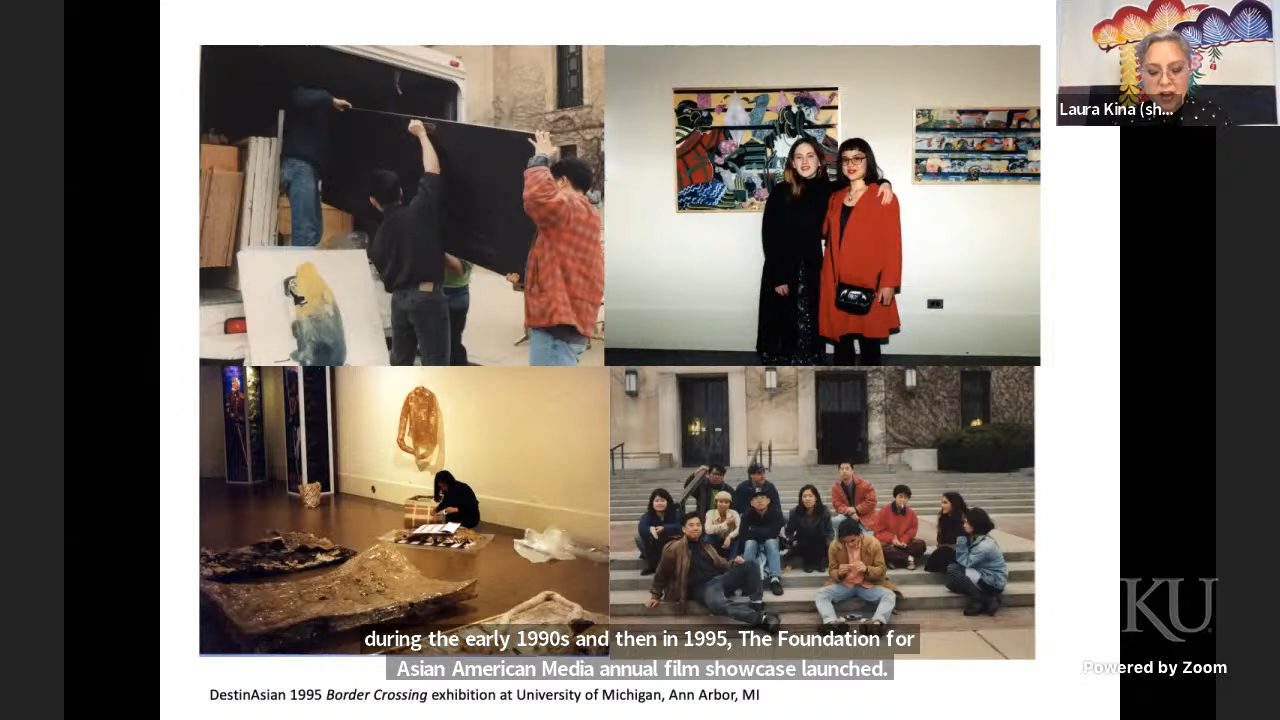 Laura Kina (sh...
during the early 1990s and then in 1995, The Foundation for
Asian American Media annual film showcase launched.
KU
Powered by Zoom
DestinAsian 1995 Border Crossing exhibition at University of Michigan, Ann Arbor, MI